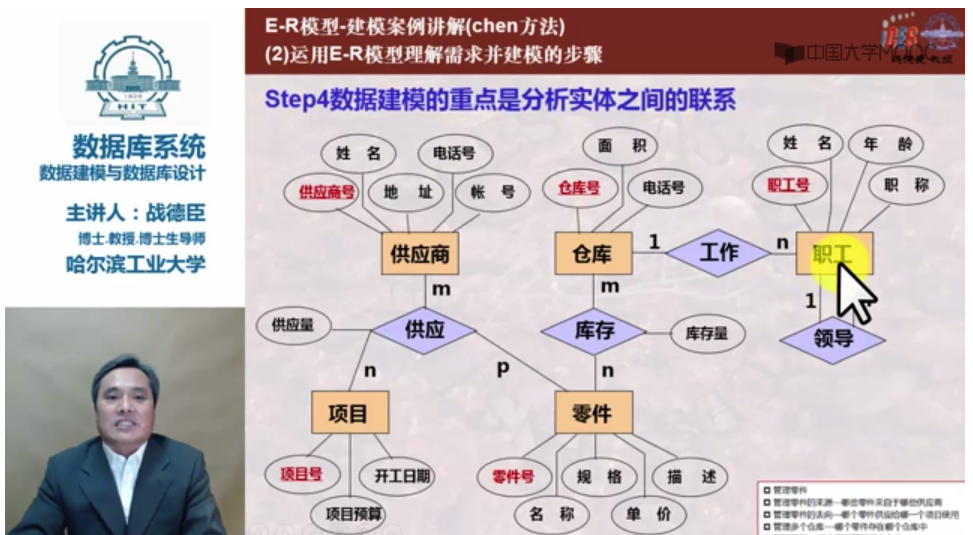 E-R模型-建模案例讲解(chen方法)
(2)运用E-R模型理解需求并建模的步骤
中国大学MOOC
HIT
数据库系统
数据建模与数据库设计
主讲人：战德臣
博士.教授.博士生导师
哈尔滨工业大学
Step4数据建模的重点是分析实体之间的联系
姓 名
电话号
面 积
姓 名
年 龄
供应商号
地 址
帐 号
仓库号
电话号
职工号
职 称
供应商
仓库
1
工作
n
职工
m
m
1
供应量
供应
库存
库存量
领导
n
p
n
项目
零件
项目号
开工日期
零件号
规 格
描 述
项目预算
名 称
单 价
管理零件
管理零件的来源---哪些零件来自于哪些供应商
管理零件的去向---哪个零件供应给哪一个项目使用
管理多个仓库---哪个零件存在哪个仓库中